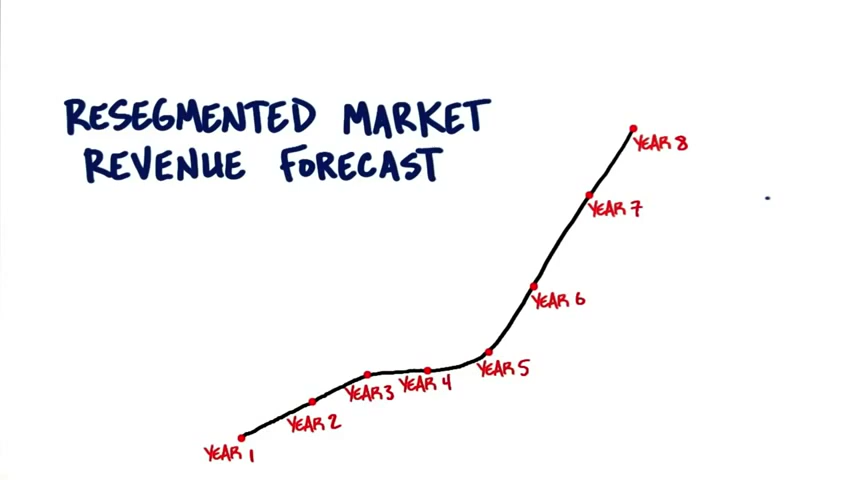 RESEGMENTED MARKET
REVENUE FORECAST
YEAR 8
YEAR 7
YEAR 6
YEAR 5
YEAR 3 YEAR 4
YEAR 2
YEAR 1